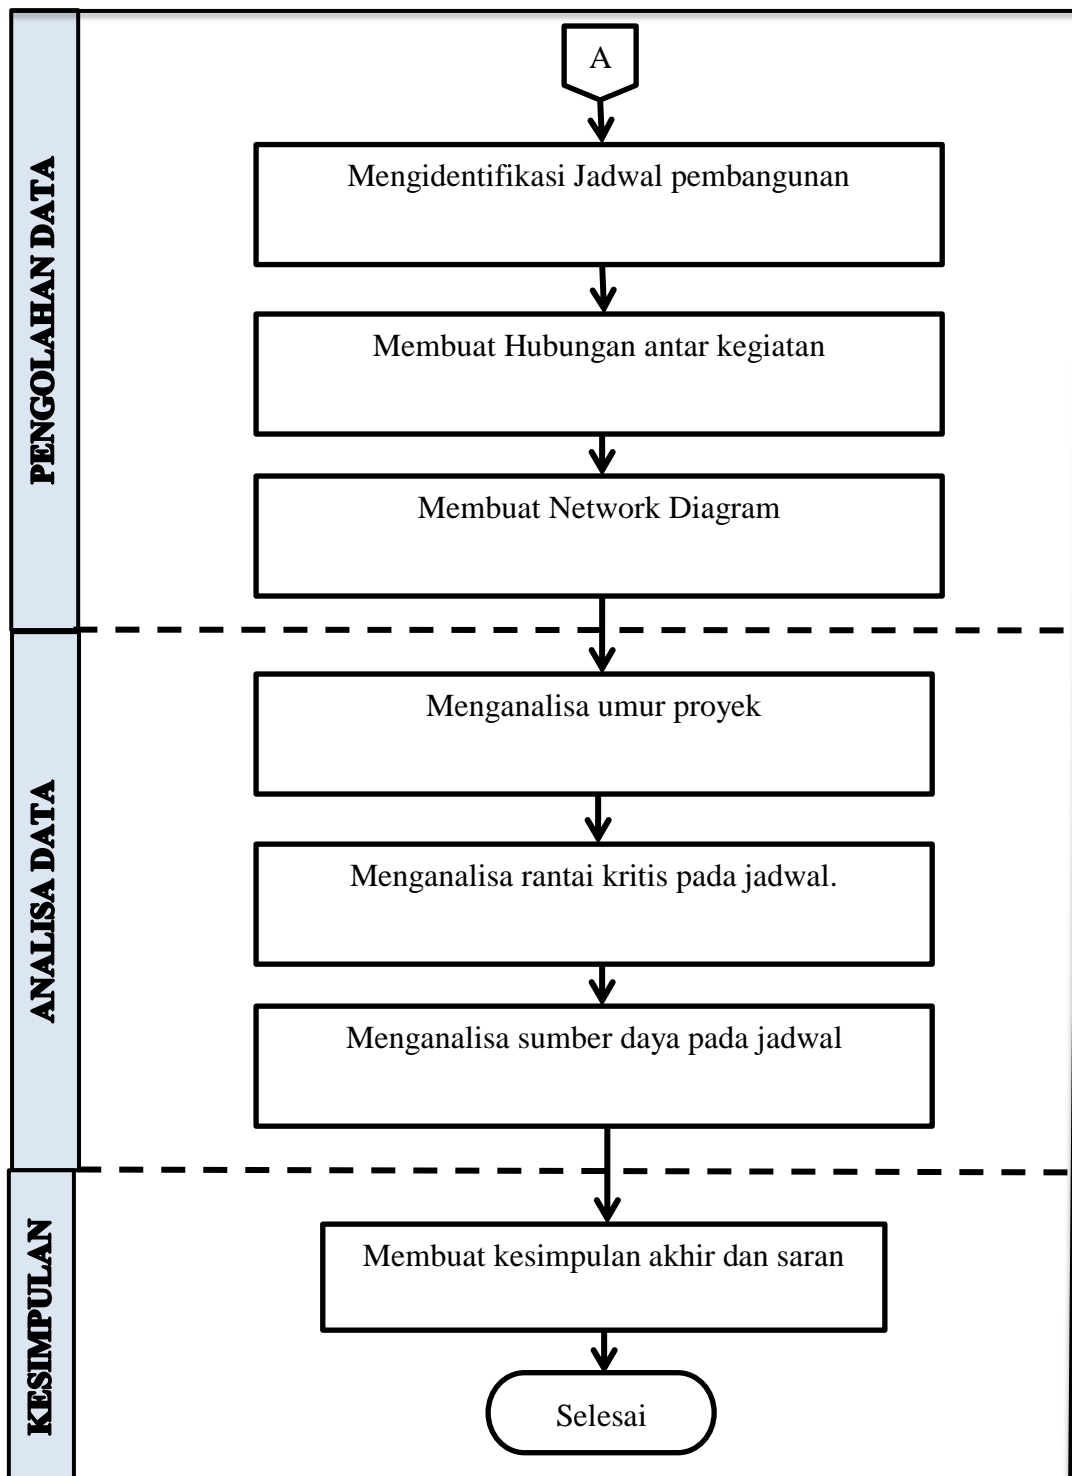 A
PENGOLAHAN DATA
Mengidentifikasi Jadwal pembangunan
Membuat Hubungan antar kegiatan
Membuat Network Diagram
ANALISA DATA
Menganalisa umur proyek
Menganalisa rantai kritis pada jadwal.
Menganalisa sumber daya pada jadwal
KESIMPULAN
Membuat kesimpulan akhir dan saran
Selesai